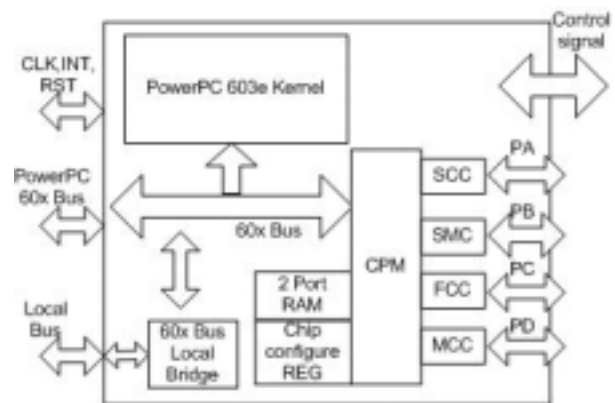 Control
signal
CLK,INT,
RST
PowerPC 603e Kernel
PowerPC
60x Bus
60x Bus
CPM
SCC
PA
SMC
PB
FCC
PC
MCC
PD
2 Port
RAM
Chip
configure
REG
Local
Bus
60x Bus
Local
Bridge